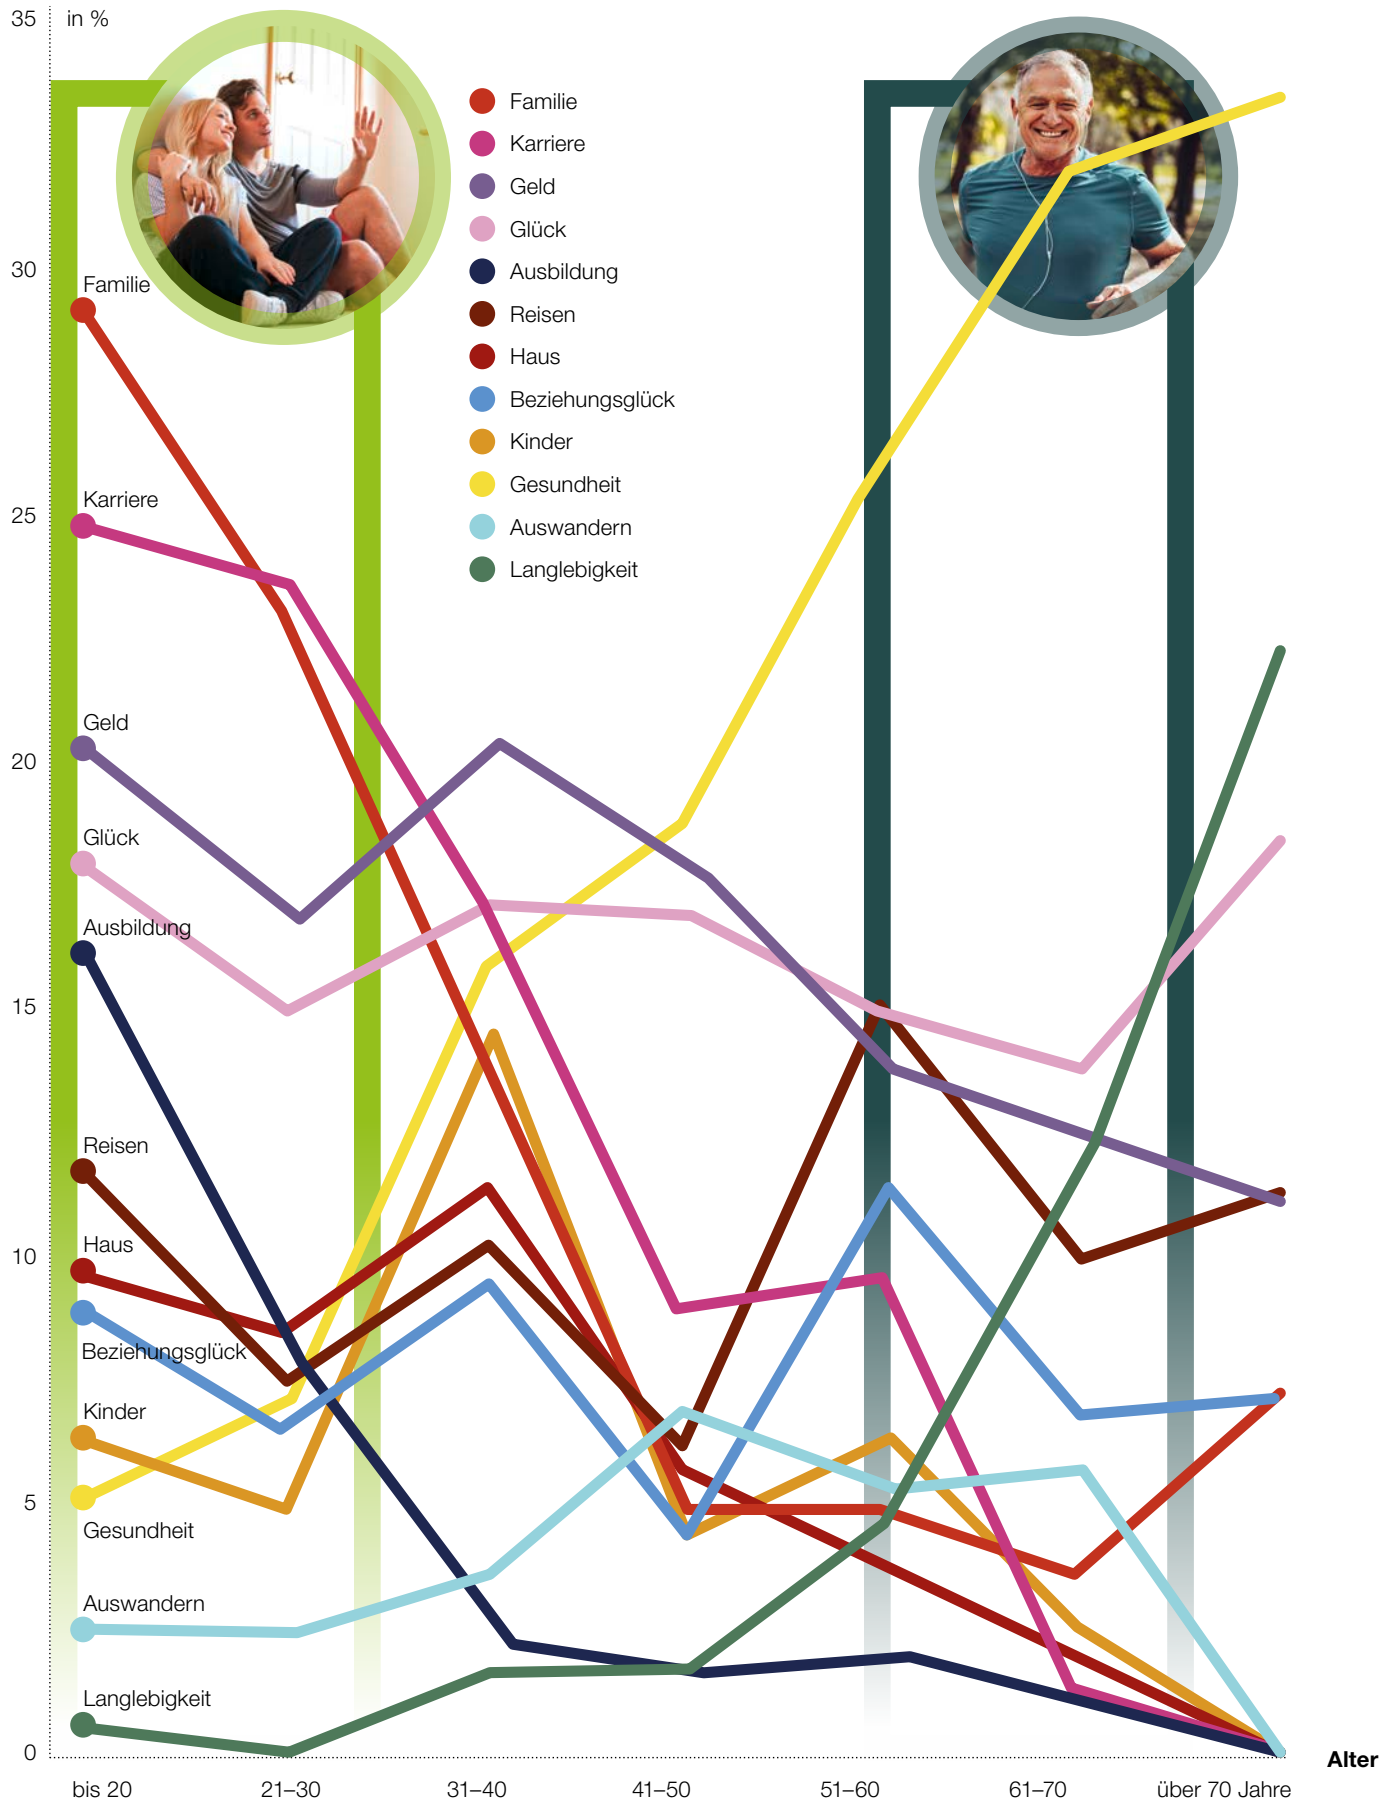 35
in %
Familie
Karriere
Geld
Glück
Ausbildung
Reisen
Haus
Beziehungsglück
Kinder
Gesundheit
Auswandern
Langlebigkeit
30
Familie
25
Karriere
20
Geld
Glück
Ausbildung
15
Reisen
10
Haus
Beziehungsglück
Kinder
5
Gesundheit
Auswandern
Langlebigkeit
0
Alter
bis 20
21–30
31–40
41–50
51–60
61–70
über 70 Jahre